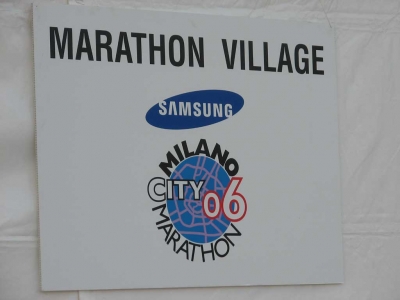 MARATHON VILLAGE
SAMSUNG
MILANO
CITY 06
MARATHON